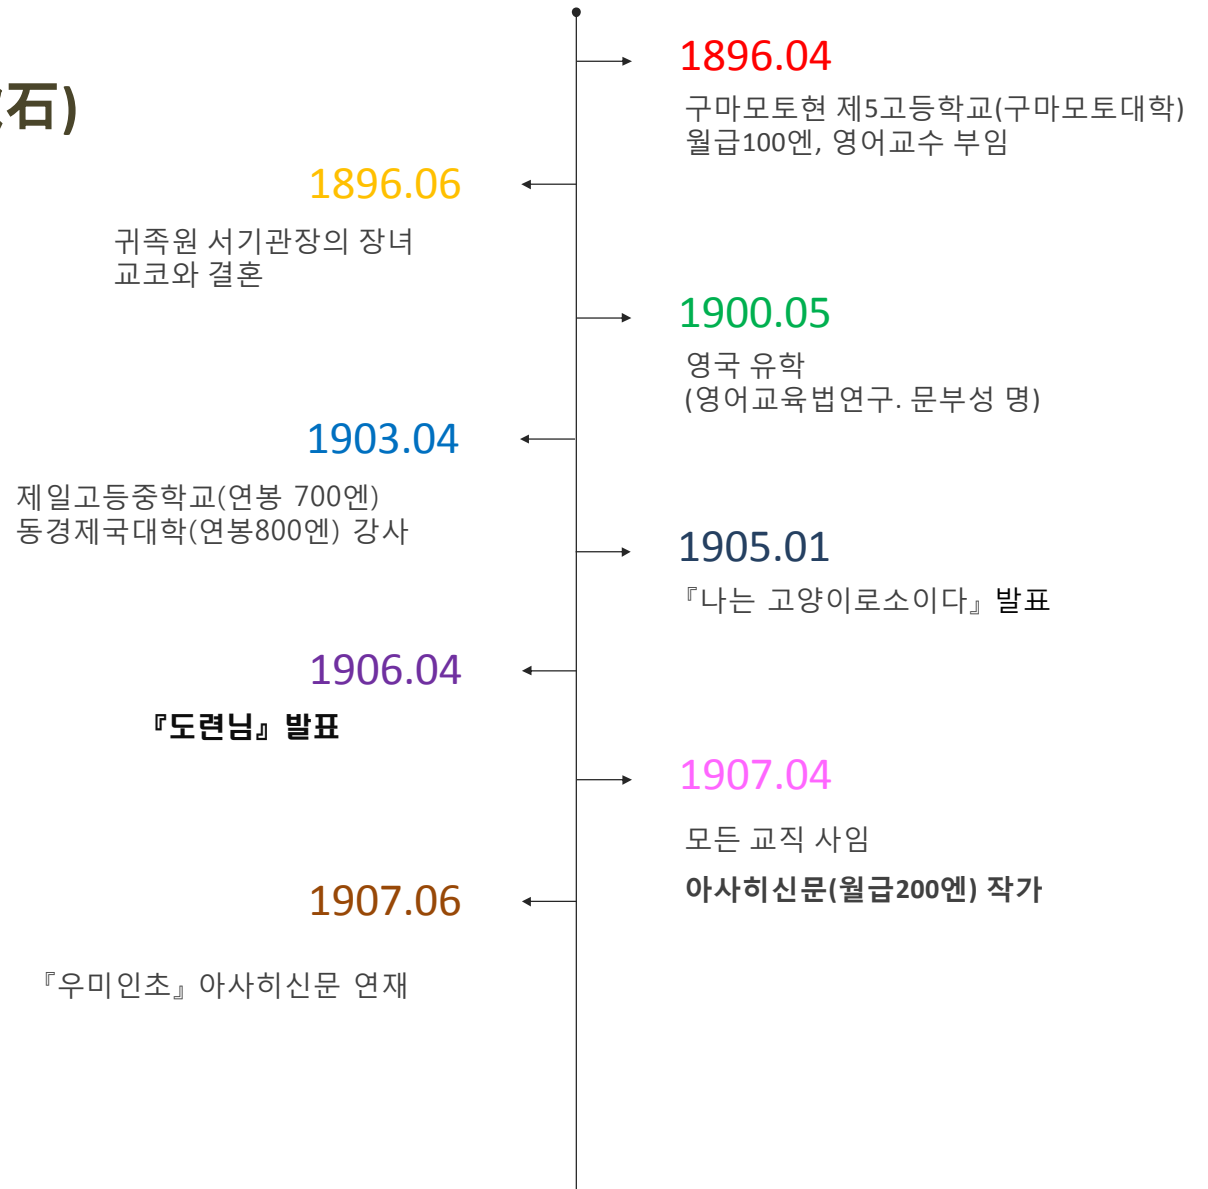 石)
1896.04
구마모토현 제5고등학교(구마모토대학)
월급100엔, 영어교수 부임
1896.06
귀족원 서기관장의 장녀
교코와 결혼
1900.05
영국 유학
(영어교육법연구. 문부성 명)
1903.04
제일고등중학교(연봉 700엔)
동경제국대학(연봉800엔) 강사
1905.01
『나는 고양이로소이다』 발표
1906.04
『도련님』 발표
1907.04
모든 교직 사임
아사히신문(월급200엔) 작가
1907.06
『우미인초』 아사히신문 연재